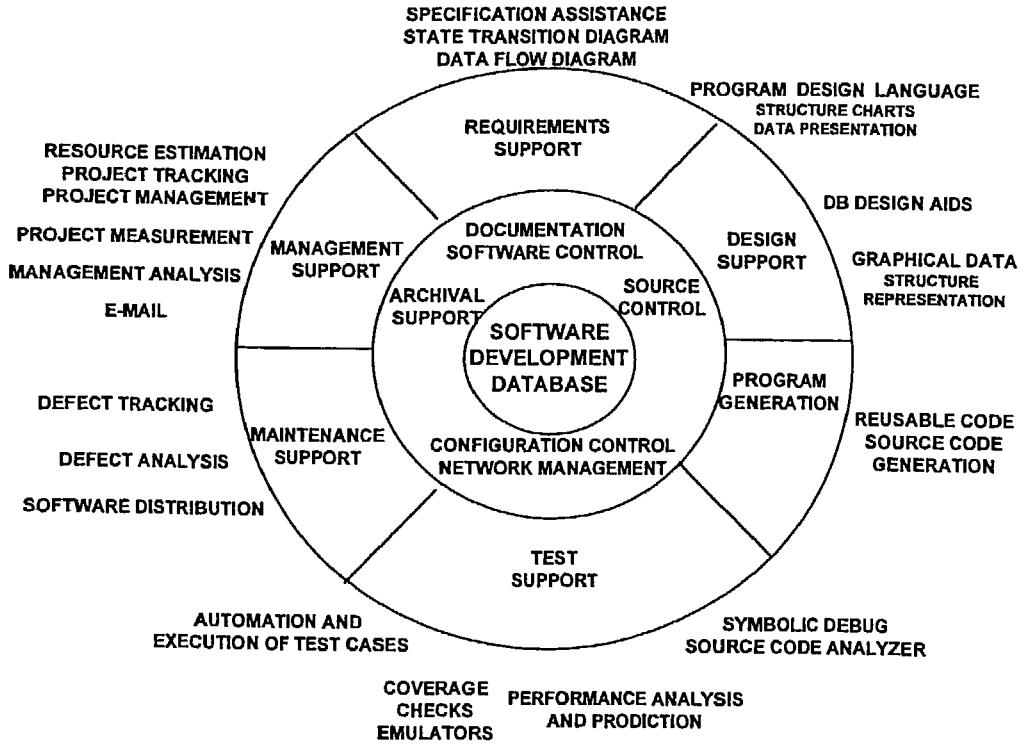 SPECIFICATION ASSISTANCE
STATE TRANSITION DIAGRAM
DATA FLOW DIAGRAM
PROGRAM DESIGN LANGUAGE
STRUCTURE CHARTS
DATA PRESENTATION
REQUIREMENTS
SUPPORT
RESOURCE ESTIMATION
PROJECT TRACKING
PROJECT MANAGEMENT
PROJECT MEASUREMENT
MANAGEMENT ANALYSIS
E-MAIL
MANAGEMENT
SUPPORT
DOCUMENTATION
SOFTWARE CONTROL
DESIGN
SUPPORT
DB DESIGN AIDS
GRAPHICAL DATA
STRUCTURE
REPRESENTATION
ARCHIVAL
SUPPORT
SOURCE
CONTROL
SOFTWARE
DEVELOPMENT
DATABASE
PROGRAM
GENERATION
REUSABLE CODE
SOURCE CODE
GENERATION
DEFECT TRACKING
DEFECT ANALYSIS
SOFTWARE DISTRIBUTION
MAINTENANCE
SUPPORT
CONFIGURATION CONTROL
NETWORK MANAGEMENT
TEST
SUPPORT
AUTOMATION AND
EXECUTION OF TEST CASES
SYMBOLIC DEBUG
SOURCE CODE ANALYZER
COVERAGE
CHECKS
EMULATORS
PERFORMANCE ANALYSIS
AND PRODICTION